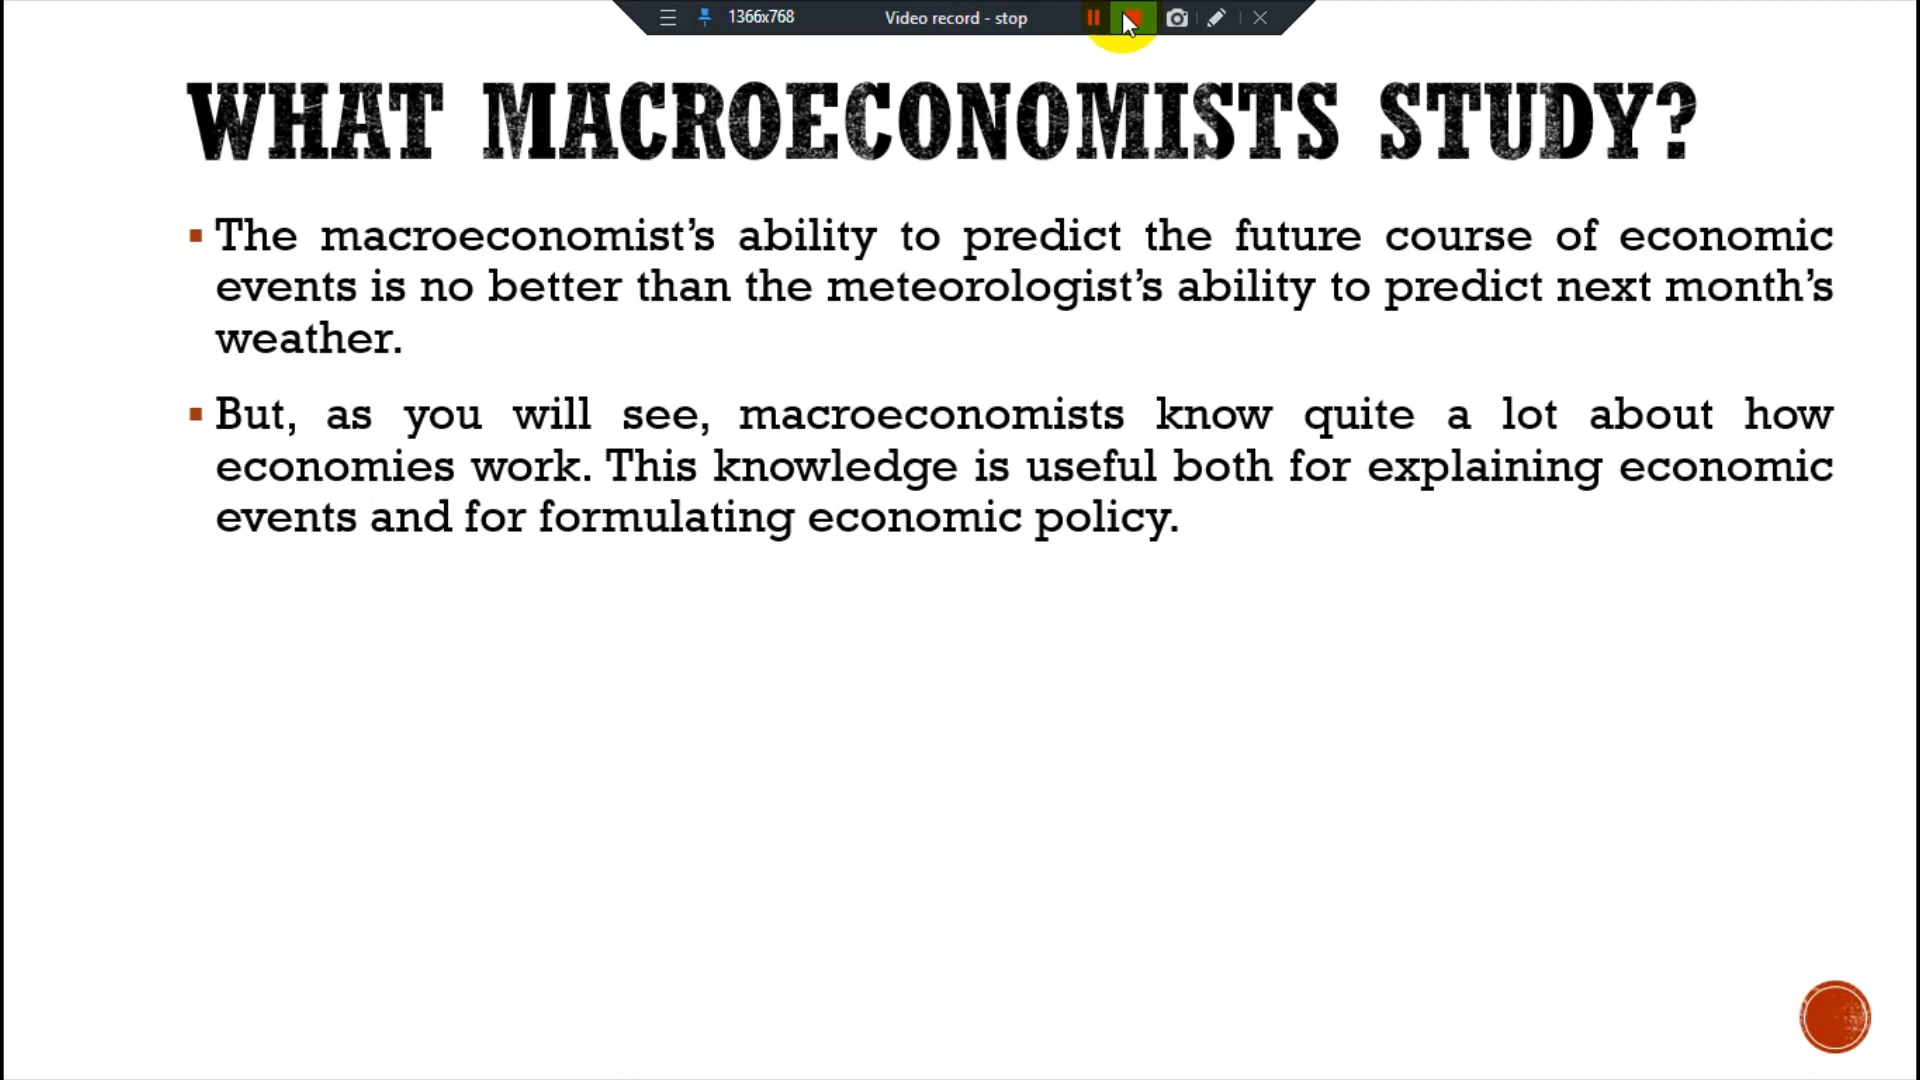 1366x768
Video record - stop
WHAT MACROECONOMISTS STUDY?
The macroeconomist’s ability to predict the future course of economic
events is no better than the meteorologist’s ability to predict next month’s
weather.
But, as you will see, macroeconomists know quite a lot about how
economies work. This knowledge is useful both for explaining economic
events and for formulating economic policy.